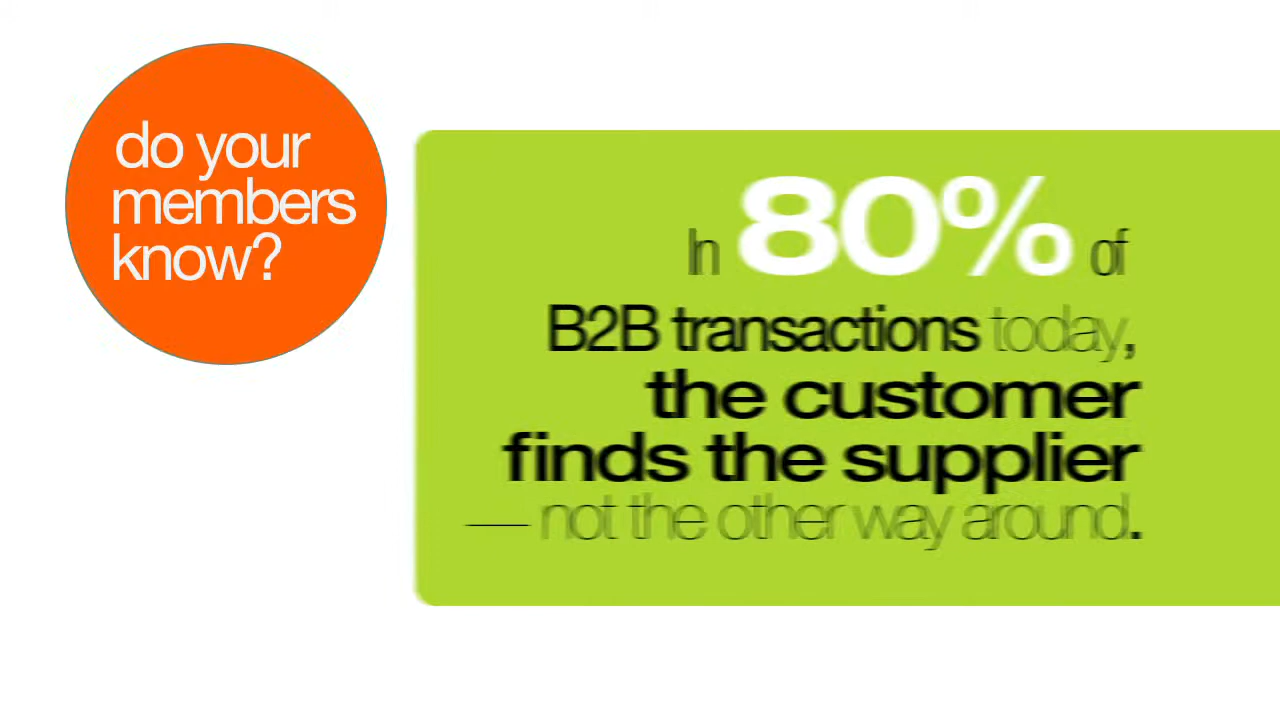 do your
members
know?
In 80% of
B2B transactions today,
the customer
finds the supplier
— not the other way around.